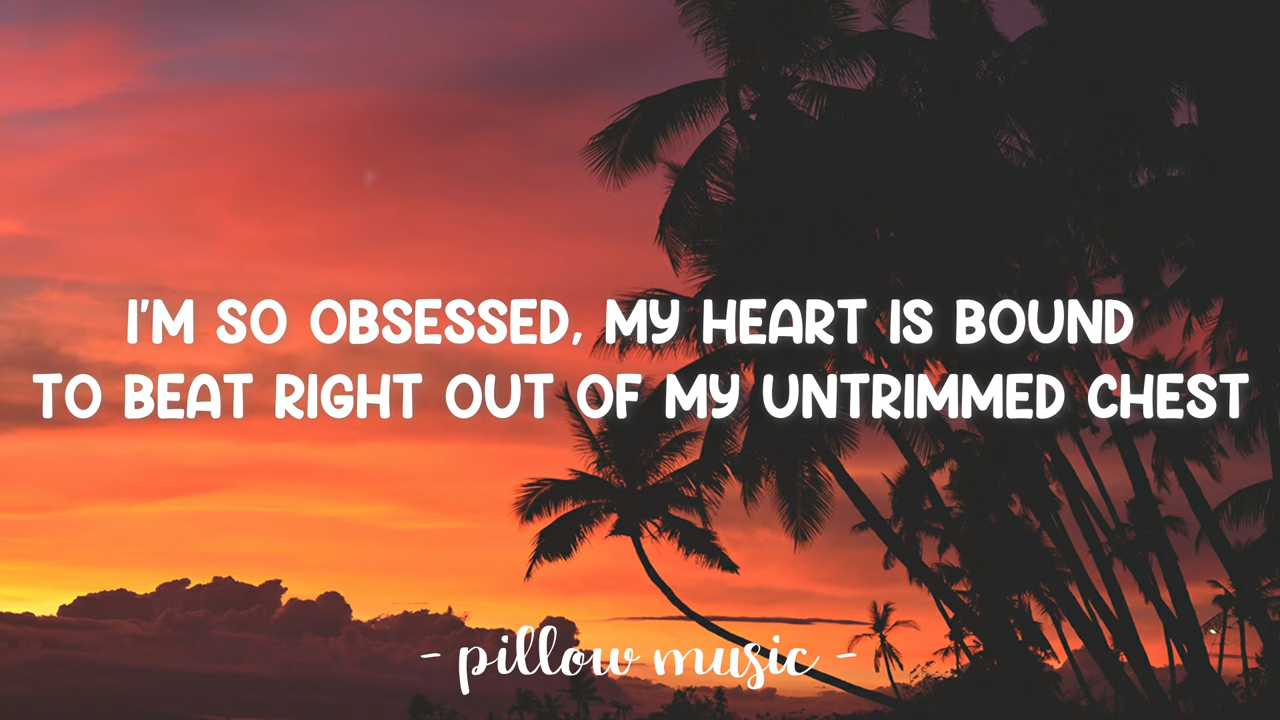 I'M SO OBSESSED, MY HEART IS BOUND
TO BEAT RIGHT OUT OF MY UNTRIMMED CHEST
- pillow music -